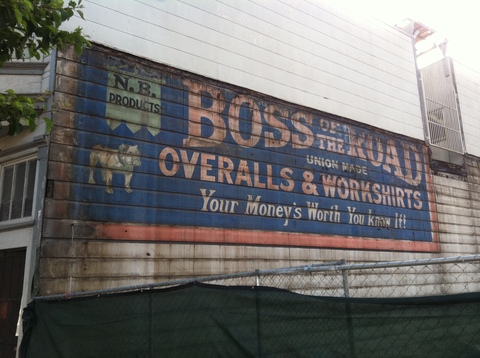 N.B.
PRODUCTS
BOSS OF THE ROAD
UNION MADE
OVERALLS & WORKSHIRTS
Your Money's Worth You Know It!